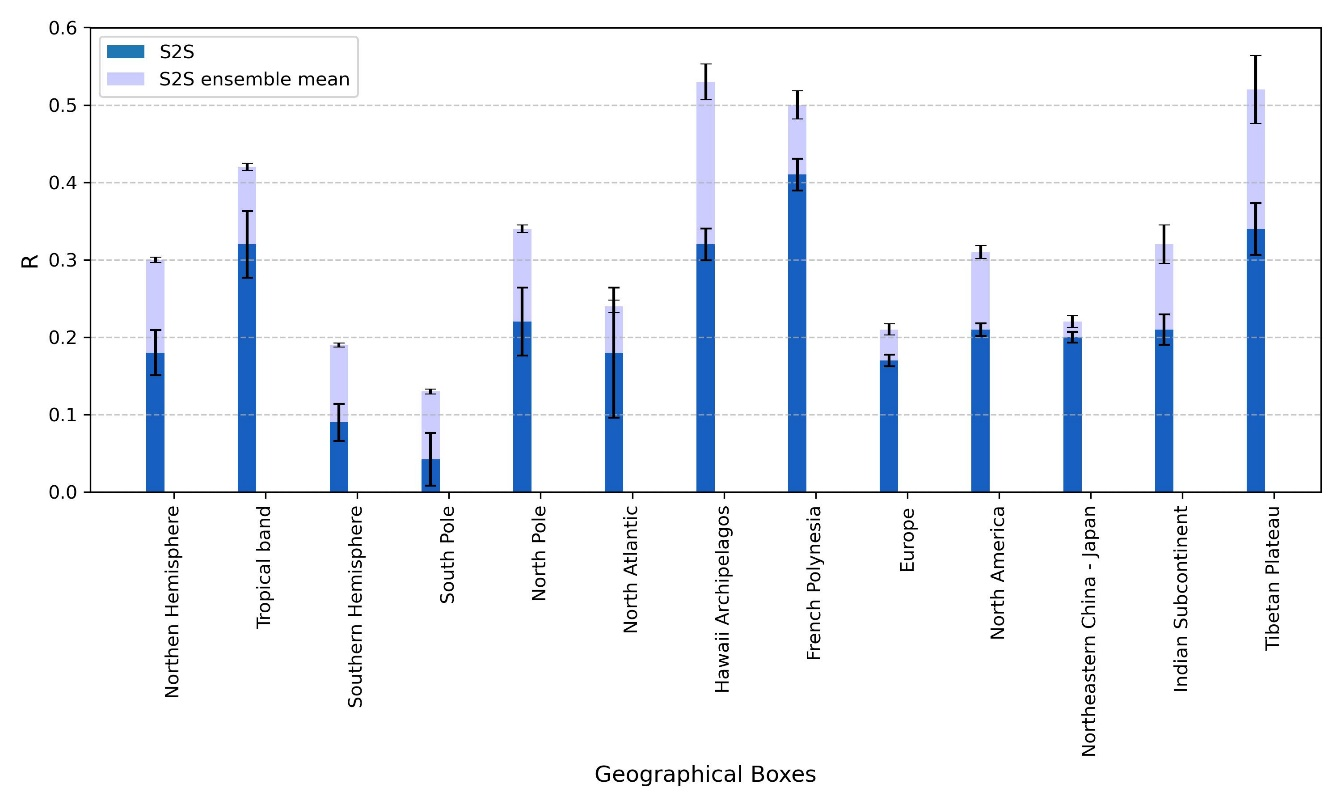 S2S
S2S ensemble mean
R
0.6
0.5
0.4
0.3
0.2
0.1
0.0
Northen Hemisphere
Tropical band
Southern Hemisphere
South Pole
North Pole
North Atlantic
Hawaii Archipelagos
French Polynesia
Europe
North America
Northeastern China - Japan
Indian Subcontinent
Tibetan Plateau
Geographical Boxes